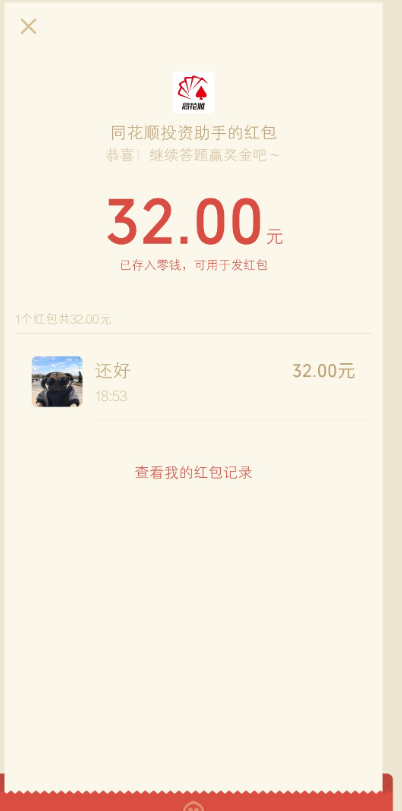 同花顺
同花顺投资助手的红包
恭喜！继续答题赢奖金吧~
32.00元
已存入零钱，可用于发红包
1个红包共32.00元
还好 32.00元
18:53
查看我的红包记录